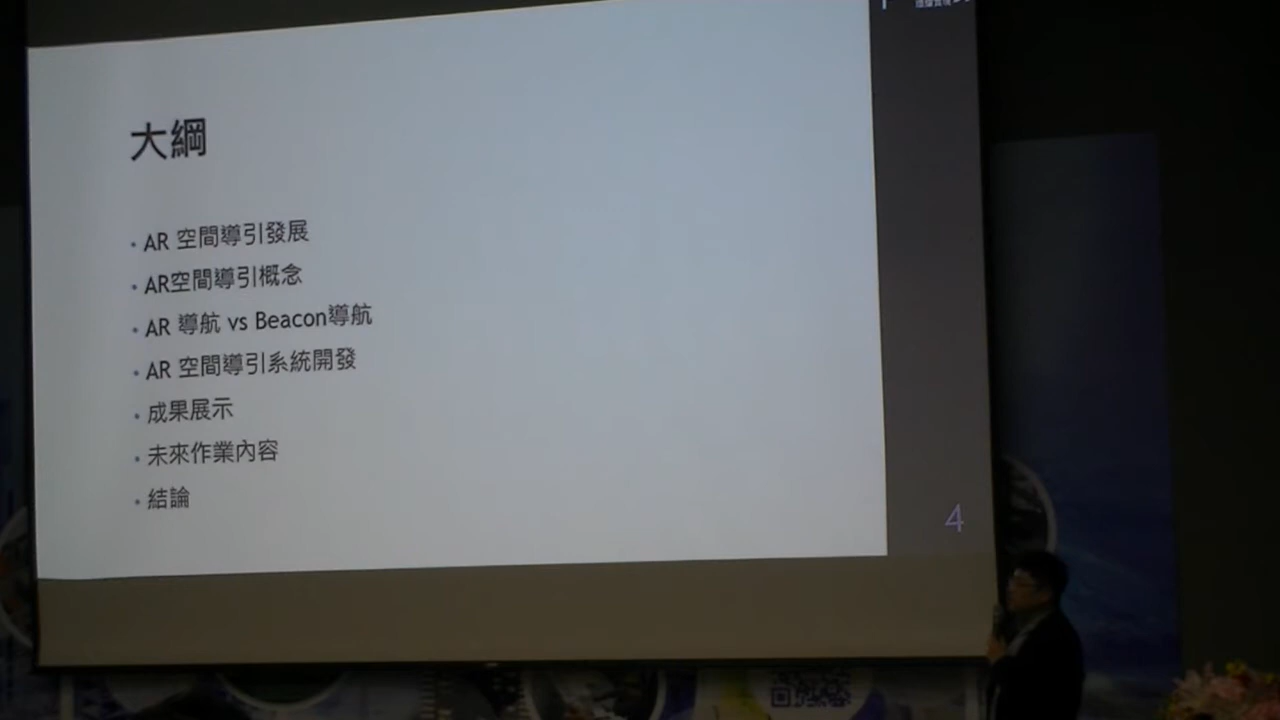 大綱
AR 空間導引發展
AR空間導引概念
AR 導航 vs Beacon導航
AR 空間導引系統開發
成果展示
未來作業內容
結論
4